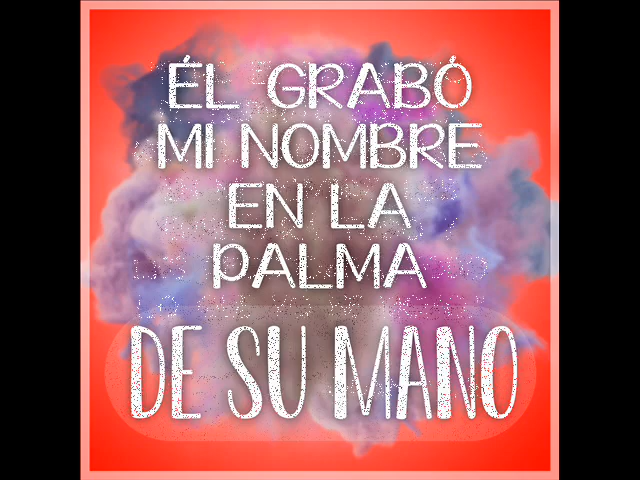 ÉL GRABÓ
MI NOMBRE
EN LA
PALMA
DE SU MANO